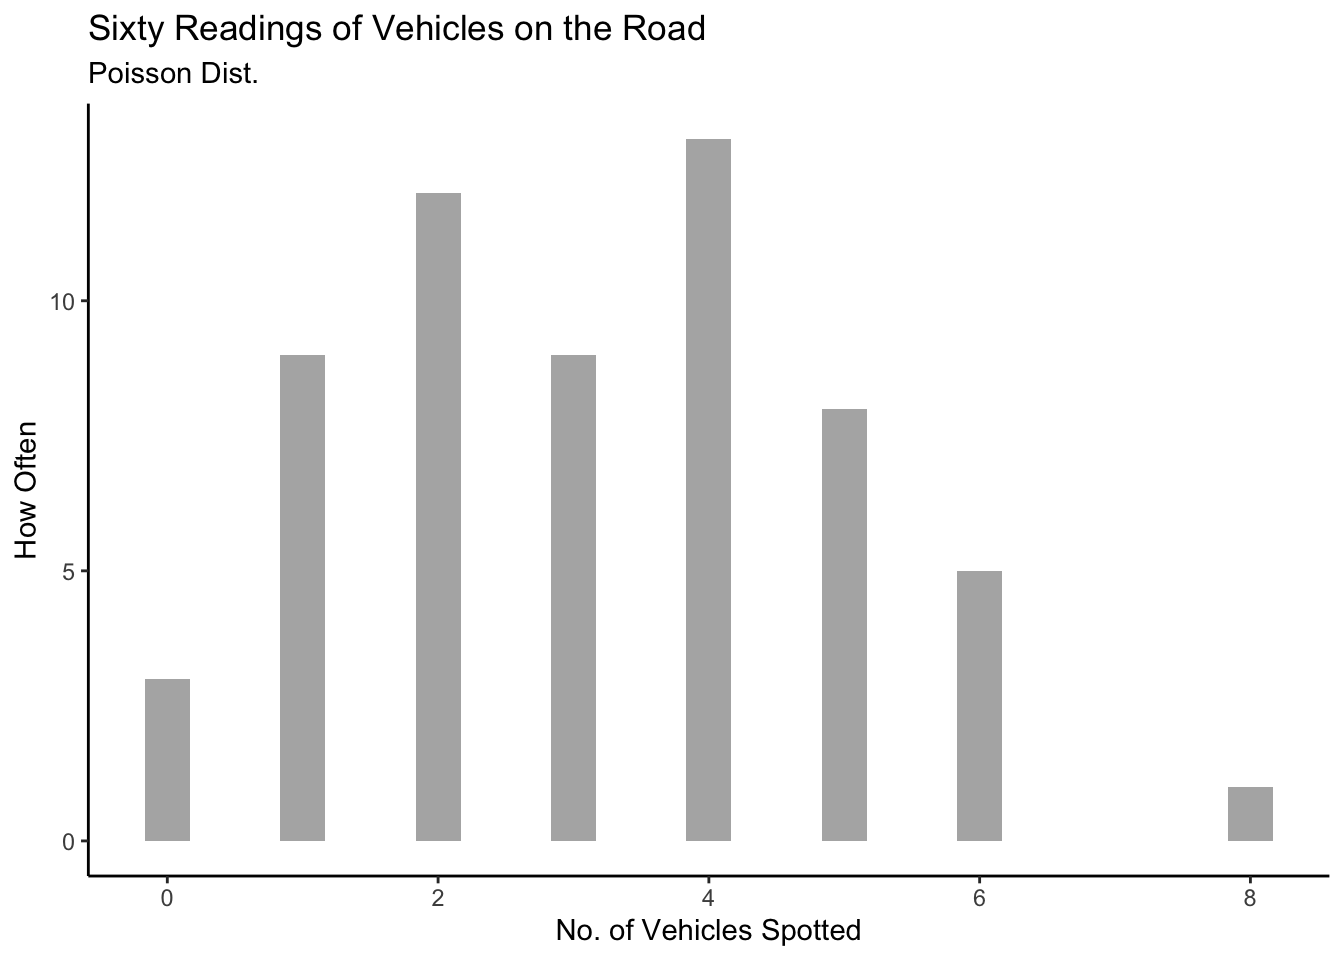 Sixty Readings of Vehicles on the Road
Poisson Dist.
How Often
10
5
0
0 2 4 6 8
No. of Vehicles Spotted